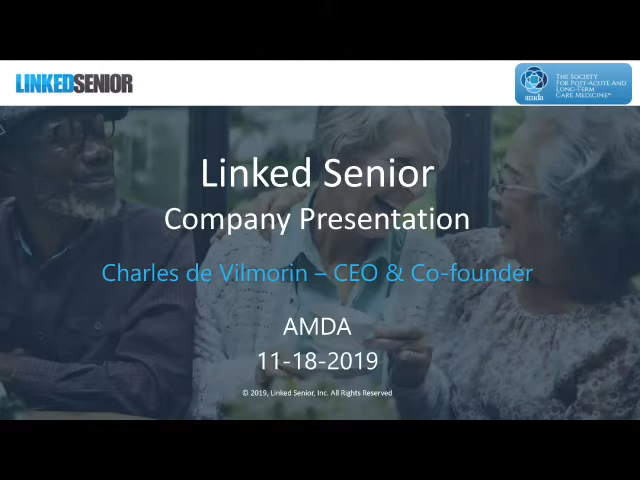 LINKEDSENIOR
THE SOCIETY
FOR POST-ACUTE AND
LONG-TERM
CARE MEDICINE™
amda
Linked Senior
Company Presentation
Charles de Vilmorin – CEO & Co-founder
AMDA
11-18-2019
© 2019, Linked Senior, Inc. All Rights Reserved